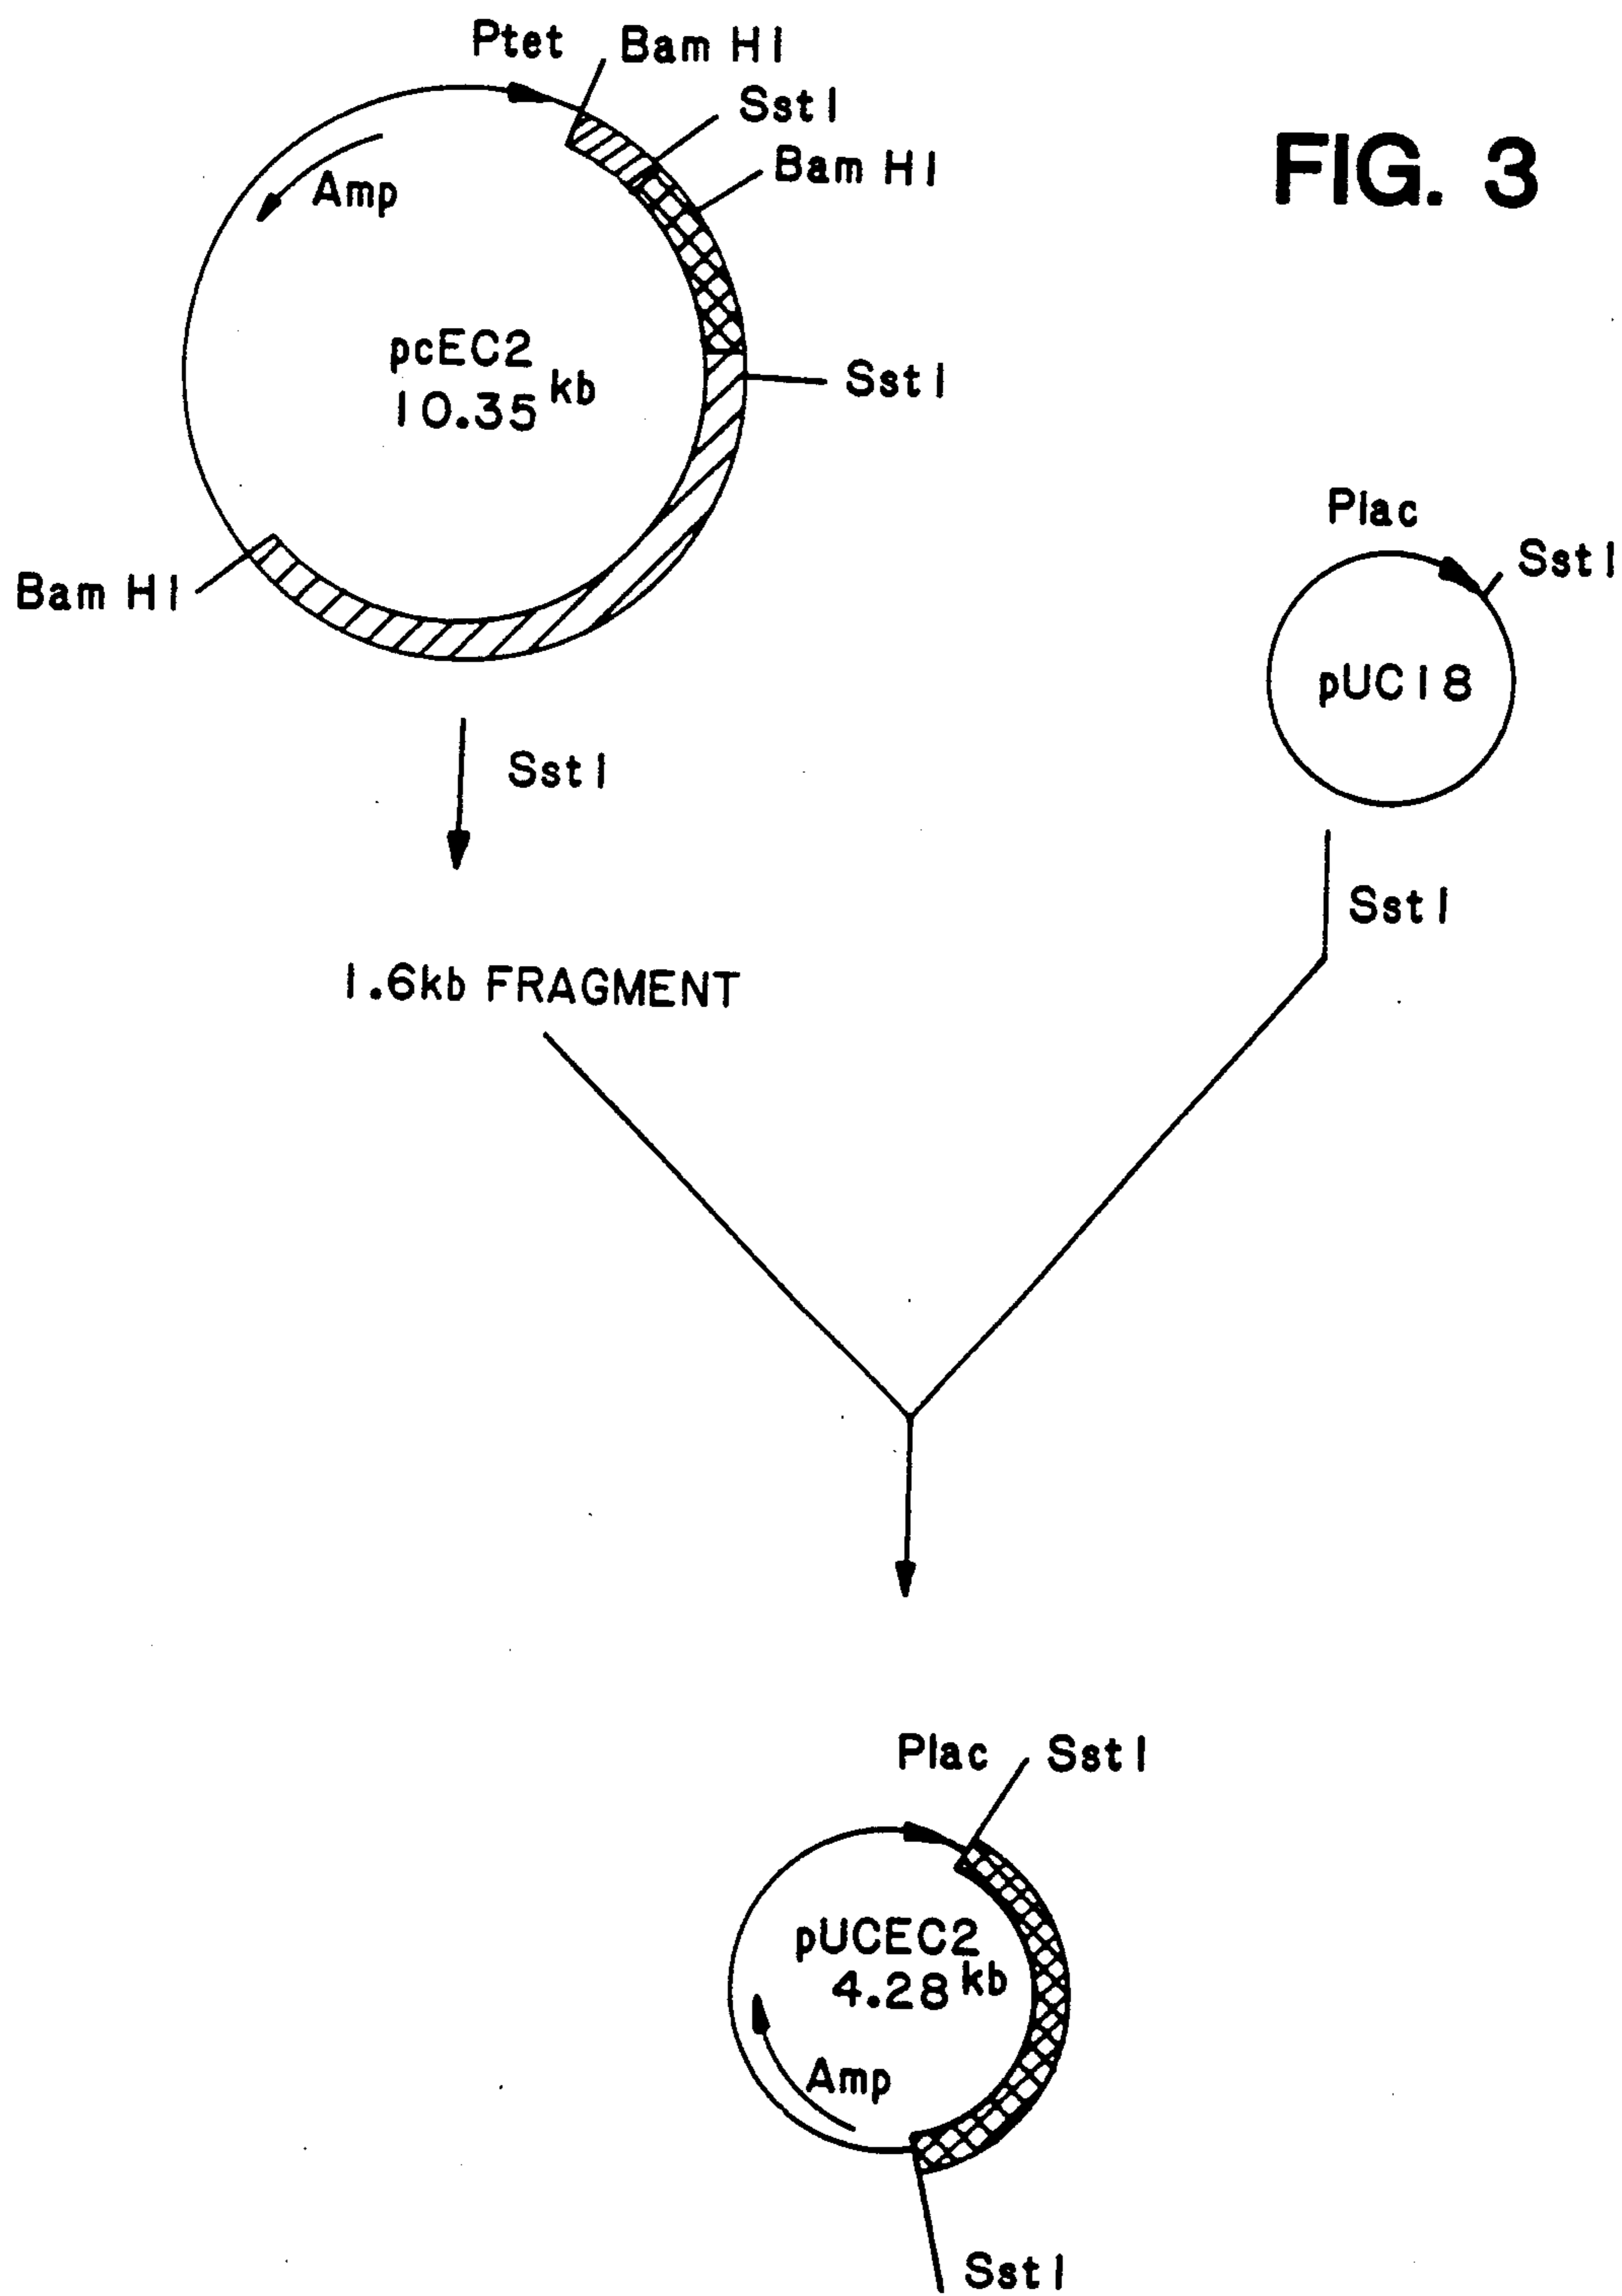 Ptet
Bam HI
Sst I
Bam HI
FIG. 3
Amp
pcEC2
10.35 kb
Sst I
Plac
Sst I
Bam HI
pUC18
Sst I
Sst I
1.6kb FRAGMENT
Plac
Sst I
pUCEC2
4.28 kb
Amp
Sst I